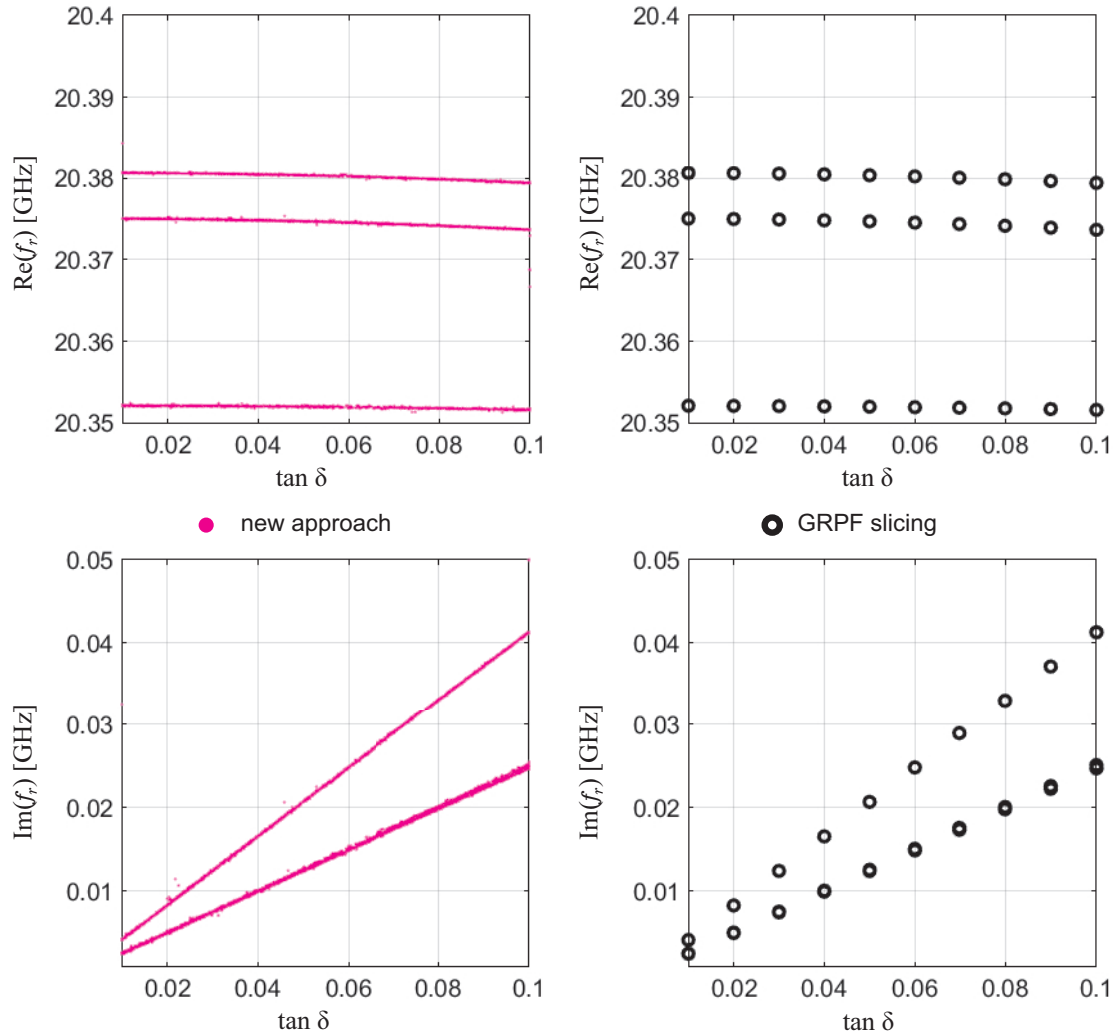 20.4
20.39
20.38
20.37
20.36
20.35
Re(f_r) [GHz]
0.02 0.04 0.06 0.08 0.1
tan δ
20.4
20.39
20.38
20.37
20.36
20.35
Re(f_r) [GHz]
0.02 0.04 0.06 0.08 0.1
tan δ
new approach
GRPF slicing
0.05
0.04
0.03
0.02
0.01
Im(f_r) [GHz]
0.02 0.04 0.06 0.08 0.1
tan δ
0.05
0.04
0.03
0.02
0.01
Im(f_r) [GHz]
0.02 0.04 0.06 0.08 0.1
tan δ